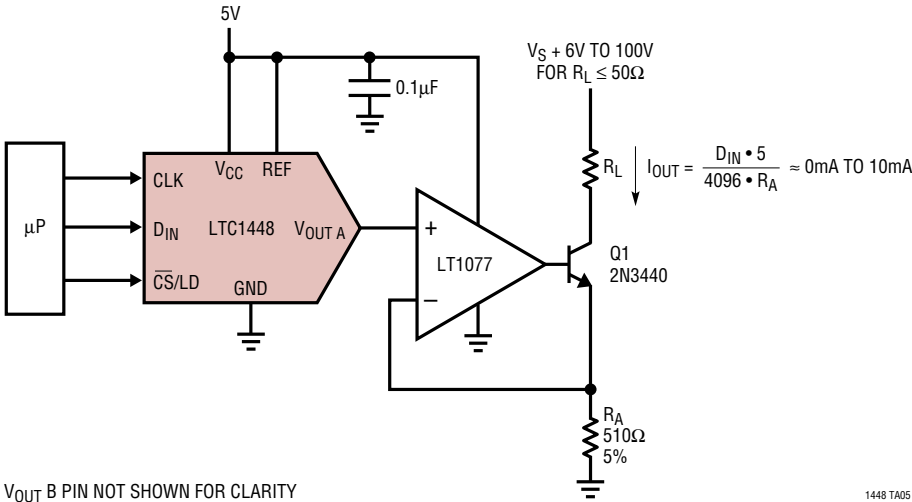 5V
V_S + 6V TO 100V
FOR R_L ≤ 50Ω
0.1µF
V_CC REF
CLK
R_L
I_OUT = D_IN • 5 / 4096 • R_A ≈ 0mA TO 10mA
µP
D_IN
LTC1448
V_OUT A
+
Q1
2N3440
LT1077
C̅S̅/LD
GND
–
R_A
510Ω
5%
V_OUT B PIN NOT SHOWN FOR CLARITY
1448 TA05